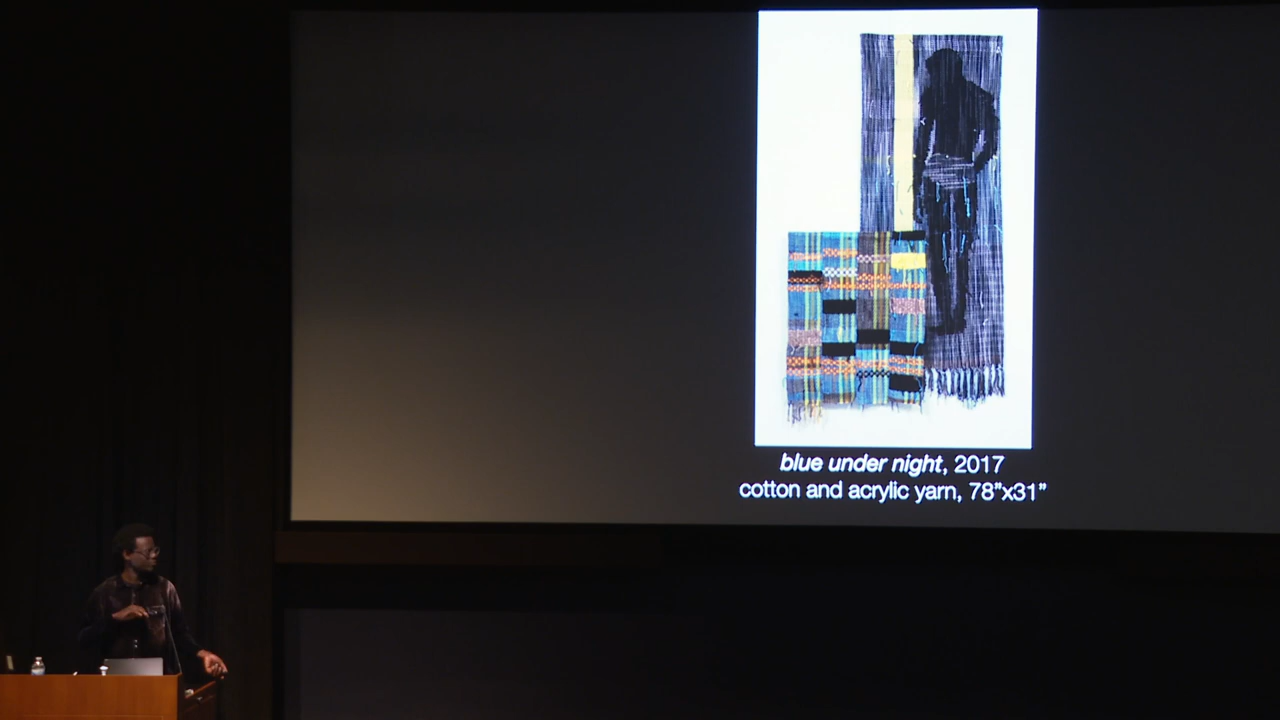 blue under night, 2017
cotton and acrylic yarn, 78”x31”